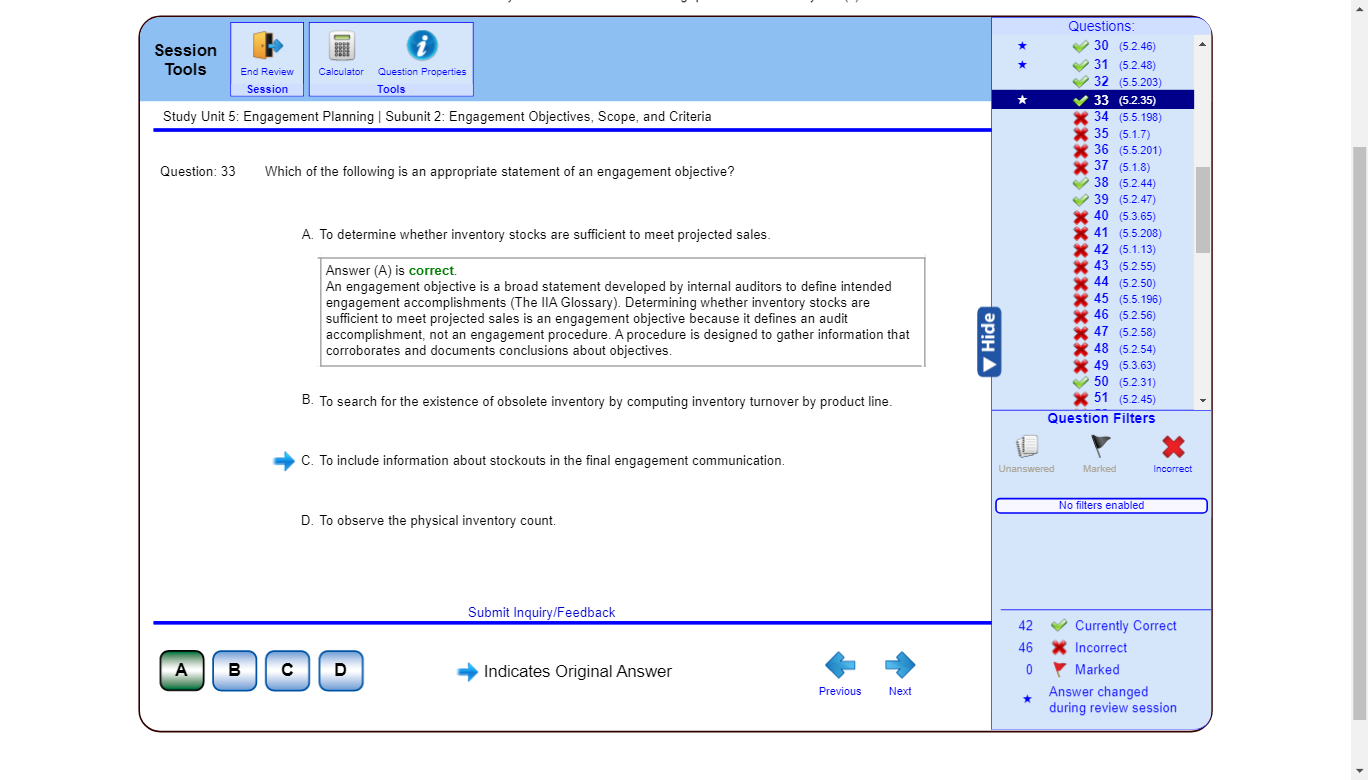 Session
Tools
End Review
Session
Calculator
Question Properties
Tools
Study Unit 5: Engagement Planning | Subunit 2: Engagement Objectives, Scope, and Criteria
Question: 33
Which of the following is an appropriate statement of an engagement objective?
A. To determine whether inventory stocks are sufficient to meet projected sales.
Answer (A) is correct.
An engagement objective is a broad statement developed by internal auditors to define intended
engagement accomplishments (The IIA Glossary). Determining whether inventory stocks are
sufficient to meet projected sales is an engagement objective because it defines an audit
accomplishment, not an engagement procedure. A procedure is designed to gather information that
corroborates and documents conclusions about objectives.
B. To search for the existence of obsolete inventory by computing inventory turnover by product line.
C. To include information about stockouts in the final engagement communication.
D. To observe the physical inventory count.
Submit Inquiry/Feedback
A
B
C
D
Indicates Original Answer
Previous
Next
Hide
Questions:
30 (5.2.46)
31 (5.2.48)
32 (5.5.203)
33 (5.2.35)
34 (5.5.198)
35 (5.1.7)
36 (5.5.201)
37 (5.1.8)
38 (5.2.44)
39 (5.2.47)
40 (5.3.65)
41 (5.5.208)
42 (5.1.13)
43 (5.2.55)
44 (5.2.50)
45 (5.5.196)
46 (5.2.56)
47 (5.2.58)
48 (5.2.54)
49 (5.3.63)
50 (5.2.31)
51 (5.2.45)
Question Filters
Unanswered
Marked
Incorrect
No filters enabled
42 Currently Correct
46 Incorrect
0 Marked
Answer changed
during review session